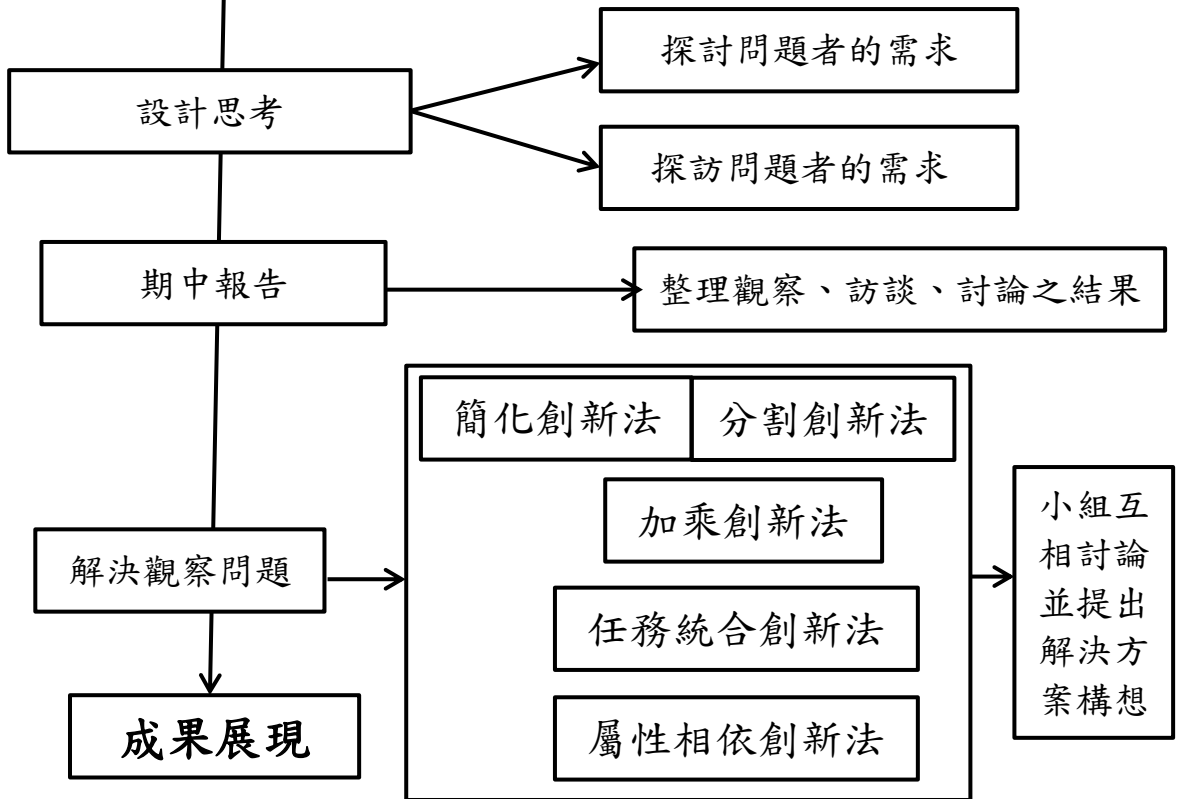 探討問題者的需求
設計思考
探訪問題者的需求
期中報告
整理觀察、訪談、討論之結果
簡化創新法
分割創新法
加乘創新法
解決觀察問題
任務統合創新法
屬性相依創新法
小組互
相討論
並提出
解決方
案構想
成果展現